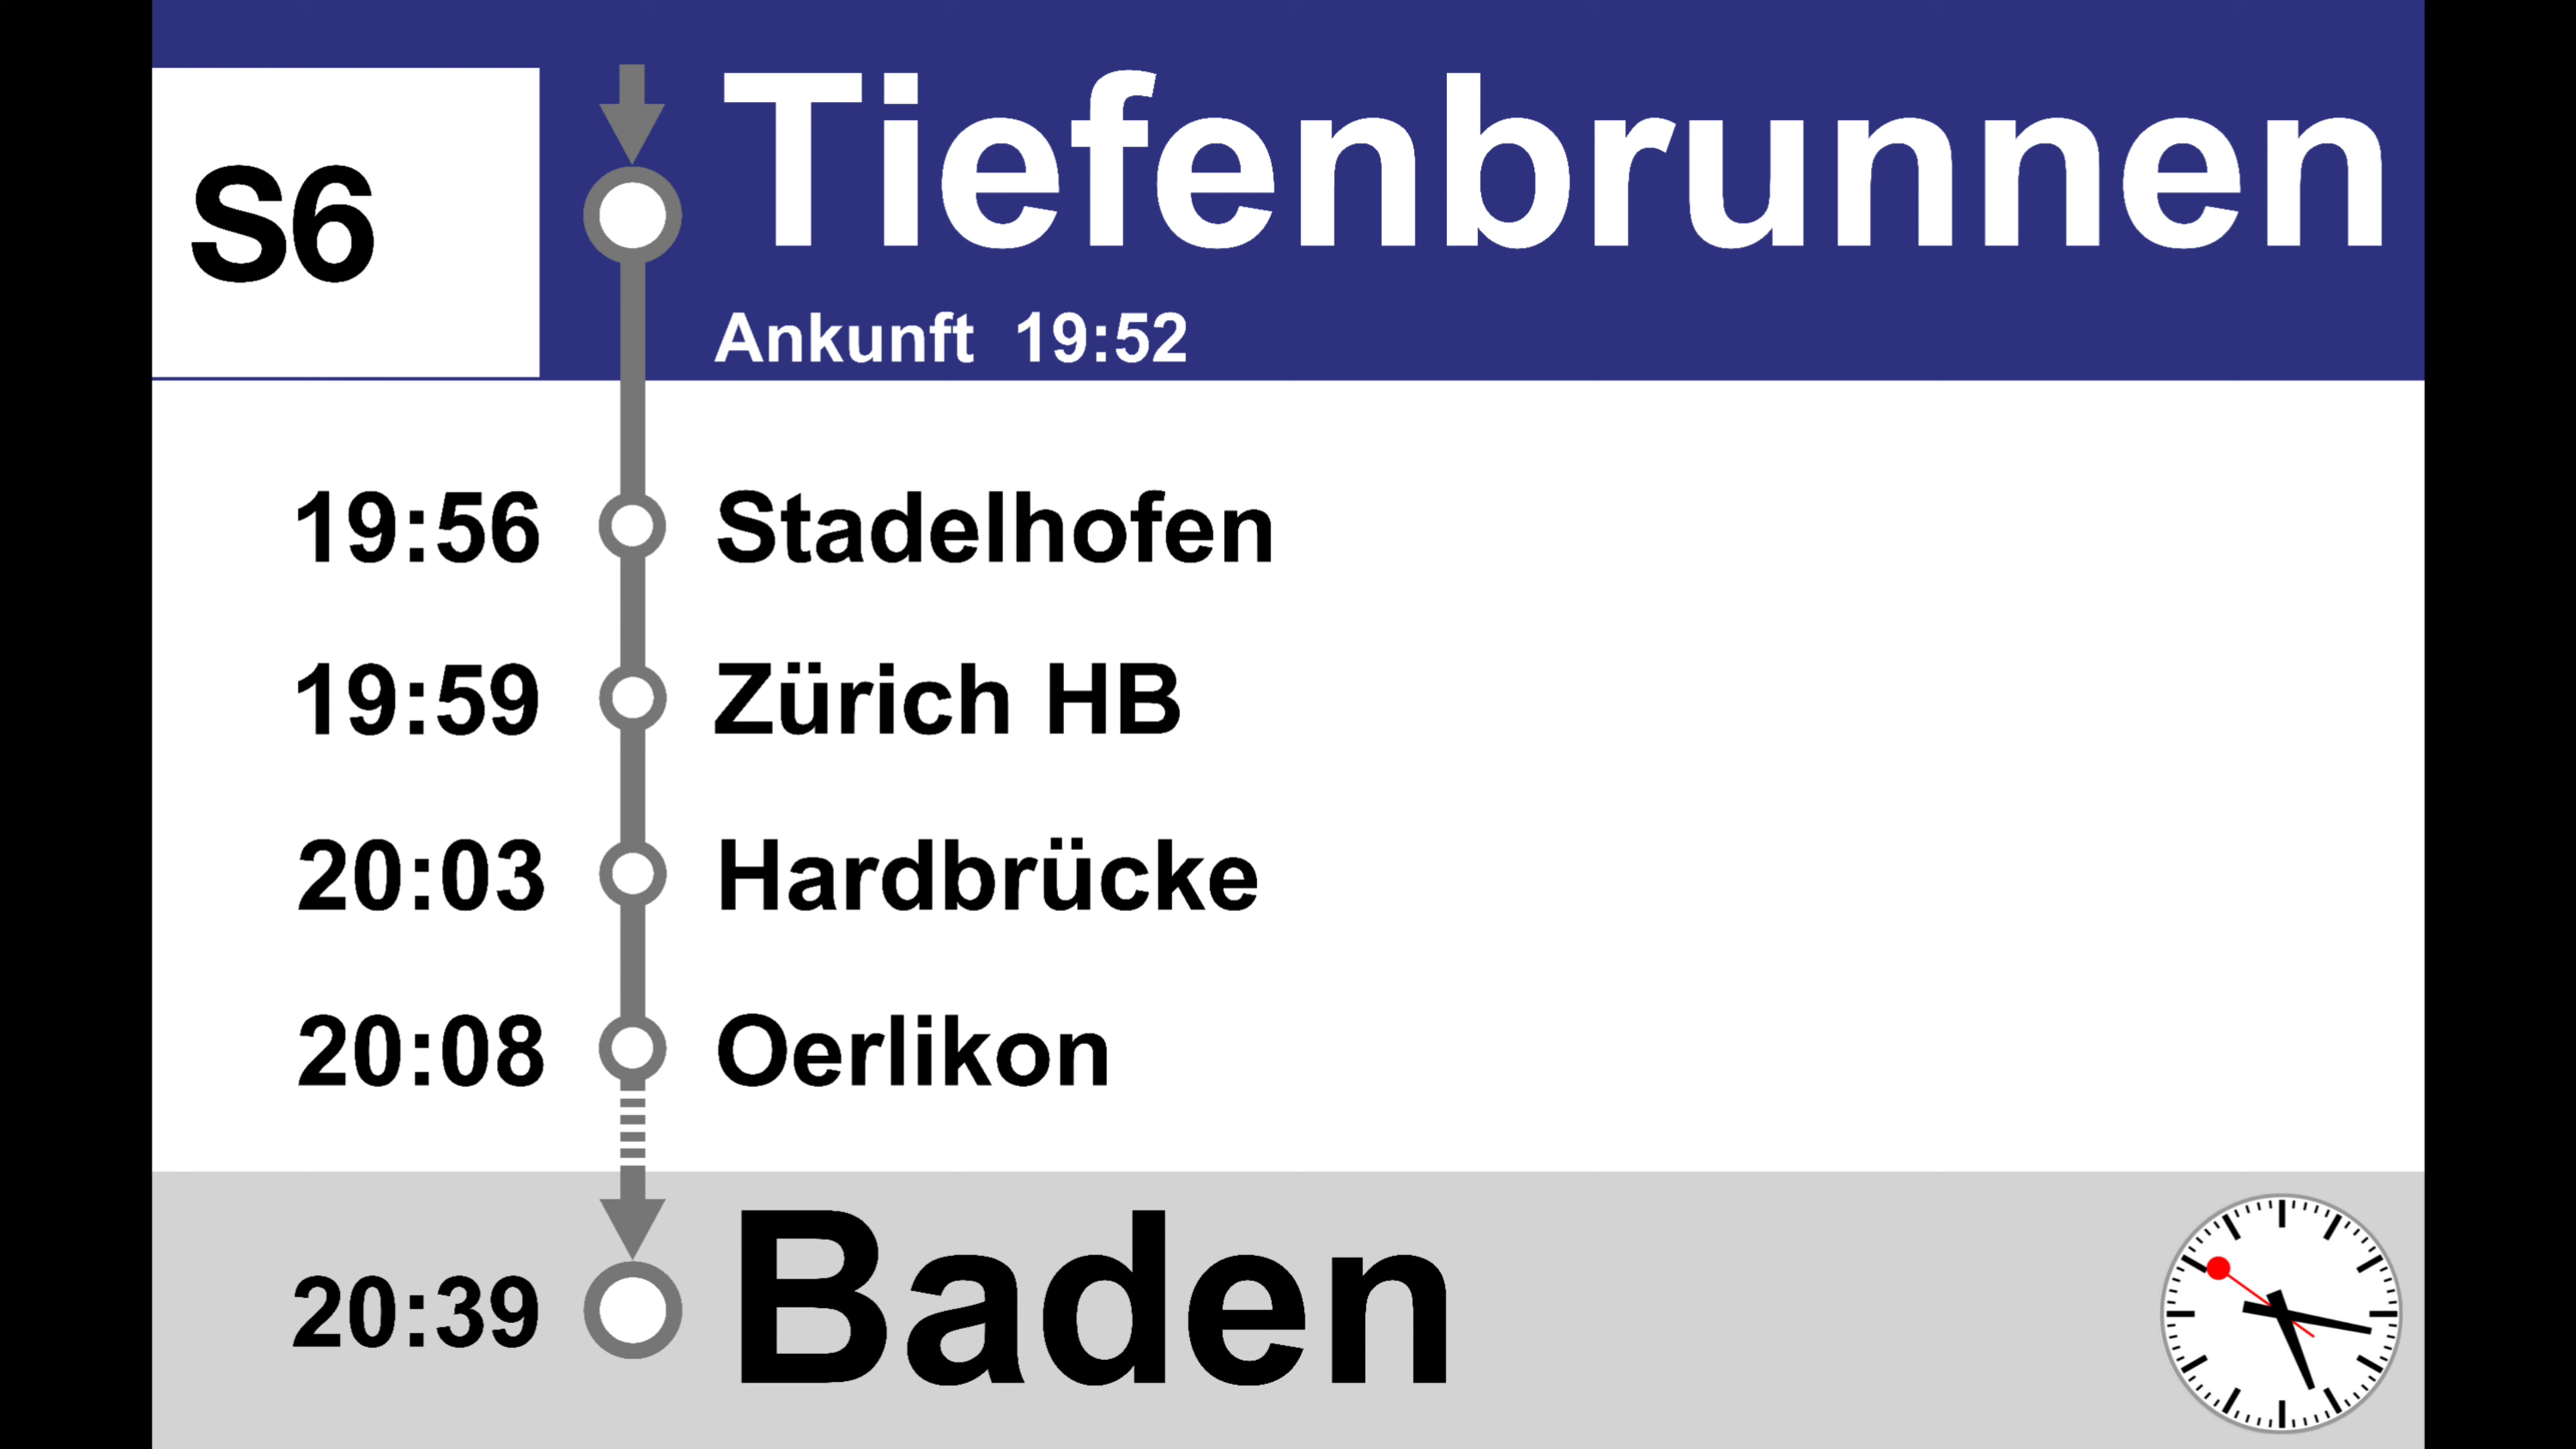 S6
Tiefenbrunnen
Ankunft 19:52
19:56 Stadelhofen
19:59 Zürich HB
20:03 Hardbrücke
20:08 Oerlikon
20:39 Baden